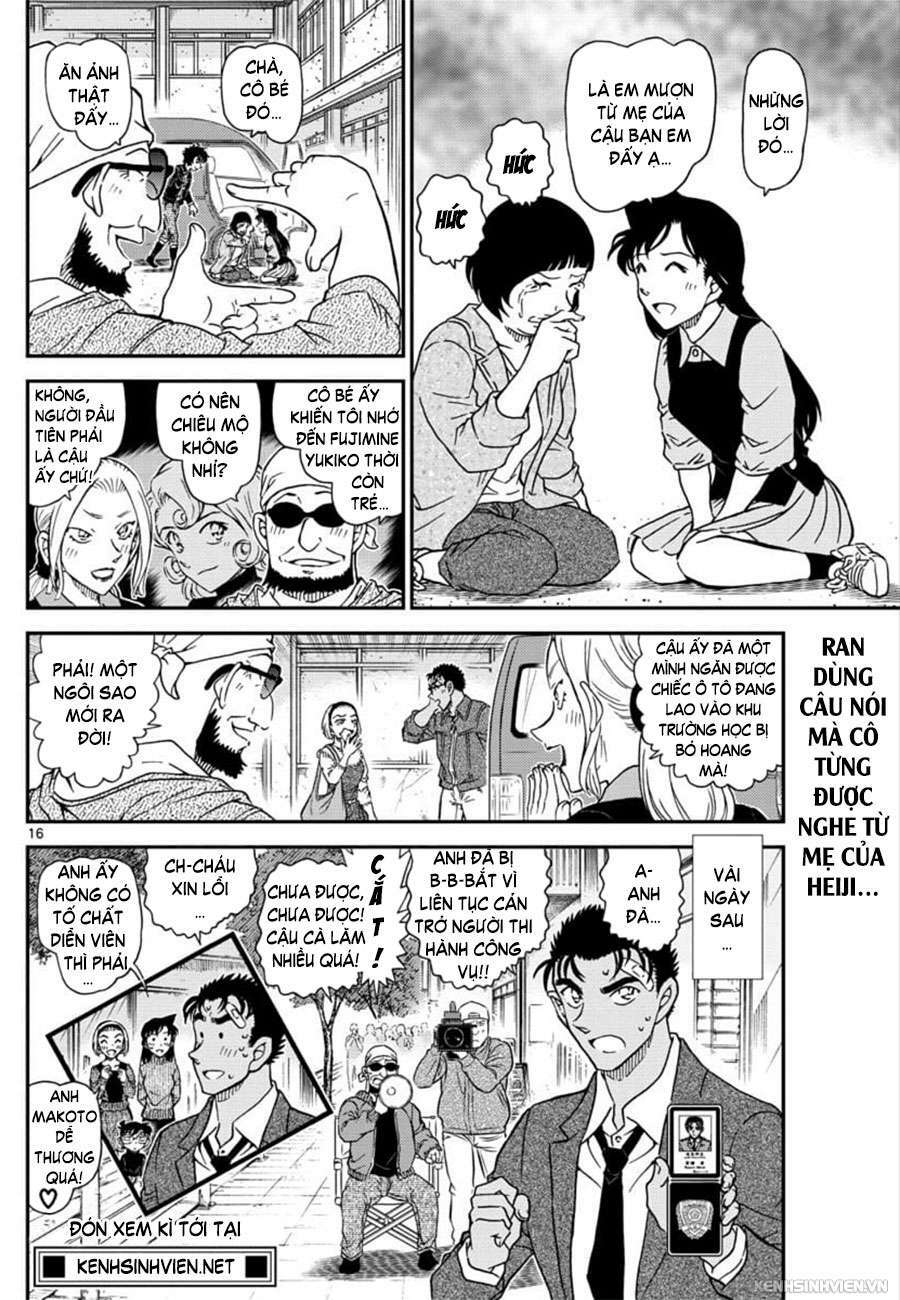 NHỮNG
LỜI
ĐÓ...
LÀ EM MƯỢN
TỪ MẸ CỦA
CẬU BẠN EM
ĐẤY Ạ...
HỨC
HỨC
CHÀ,
CÔ BÉ
ĐÓ...
ĂN ẢNH
THẬT
ĐẤY...
CÔ BÉ ẤY
KHIẾN TÔI NHỚ
ĐẾN FUJIMINE
YUKIKO THỜI
CÒN
TRẺ...
CÓ NÊN
CHIÊU MỘ
KHÔNG
NHỈ?
KHÔNG,
NGƯỜI ĐẦU
TIÊN PHẢI
LÀ CẬU
ẤY CHỨ!
RAN
DÙNG
CÂU NÓI
MÀ CÔ
TỪNG
ĐƯỢC
NGHE TỪ
MẸ CỦA
HEIJI...
CẬU ẤY ĐÃ MỘT
MÌNH NGĂN ĐƯỢC
CHIẾC Ô TÔ ĐANG
LAO VÀO KHU
TRƯỜNG HỌC BỊ
BỎ HOANG
MÀ!
PHẢI! MỘT
NGÔI SAO
MỚI RA
ĐỜI!
16
VÀI
NGÀY
SAU
...
A-
ANH
ĐÃ...
ANH ĐÃ BỊ
B-B-BẮT VÌ
LIÊN TỤC CẢN
TRỞ NGƯỜI THI
HÀNH CÔNG
VỤ!!
CẮT!
CHƯA ĐƯỢC,
CHƯA ĐƯỢC!
CẬU CÀ LĂM
NHIỀU QUÁ!
CH-CHÁU
XIN LỖI
...
ANH ẤY
KHÔNG CÓ
TỐ CHẤT
DIỄN VIÊN
THÌ PHẢI
...
ANH
MAKOTO
DỄ
THƯƠNG
QUÁ!
♡
ĐÓN XEM KÌ TỚI TẠI
KENHSINHVIEN.NET
KENHSINHVIEN.VN